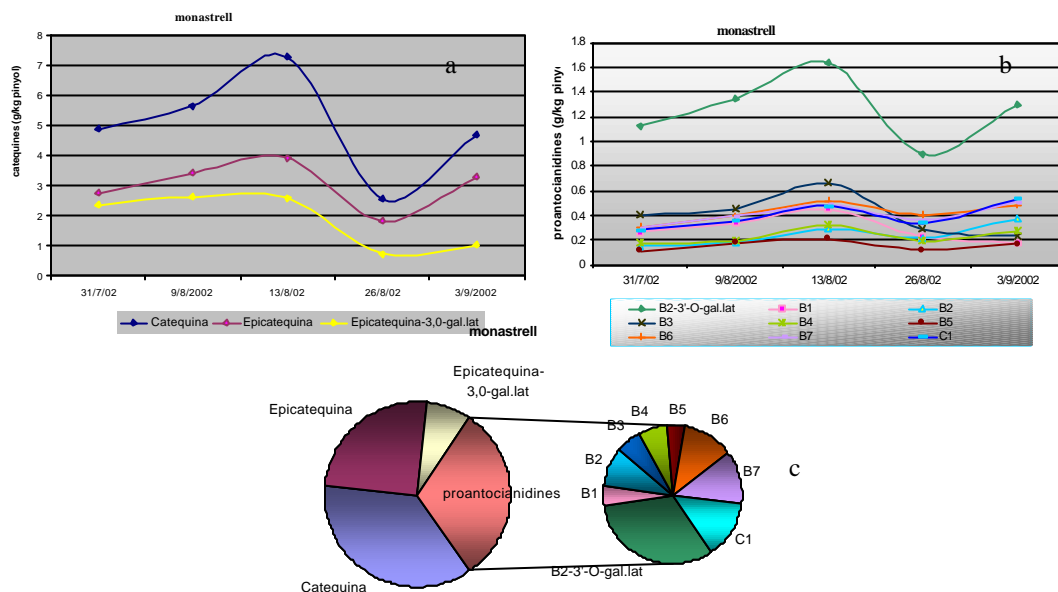 monastrell
a
catequines (g/kg pinyol)
8
7
6
5
4
3
2
1
0
31/7/02 9/8/2002 13/8/02 26/8/02 3/9/2002
Catequina Epicatequina Epicatequina-3,0-gal.lat
monastrell
b
proantocianidines (g/kg pinyo
1.8
1.6
1.4
1.2
1
0.8
0.6
0.4
0.2
0
31/7/02 9/8/02 13/8/02 26/8/02 3/9/02
B2-3'-O-gal.lat B1 B2
B3 B4 B5
B6 B7 C1
monastrell
Epicatequina-
3,0-gal.lat
Epicatequina
proantocianidines
Catequina
B1
B2
B3
B4
B5
B6
B7
C1
B2-3'-O-gal.lat
c